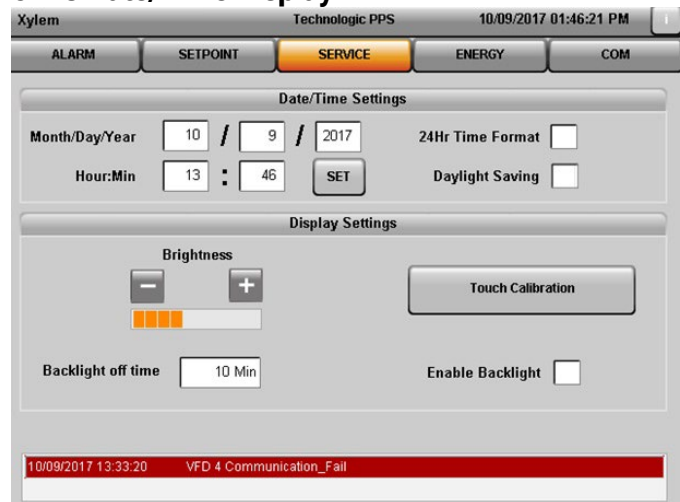 Xylem Technologic PPS 10/09/2017 01:46:21 PM i
ALARM SETPOINT SERVICE ENERGY COM
Date/Time Settings
Month/Day/Year 10 / 9 / 2017 24Hr Time Format
Hour:Min 13 : 46 SET Daylight Saving
Display Settings
Brightness
- +
Touch Calibration
Backlight off time 10 Min Enable Backlight
10/09/2017 13:33:20 VFD 4 Communication_Fail